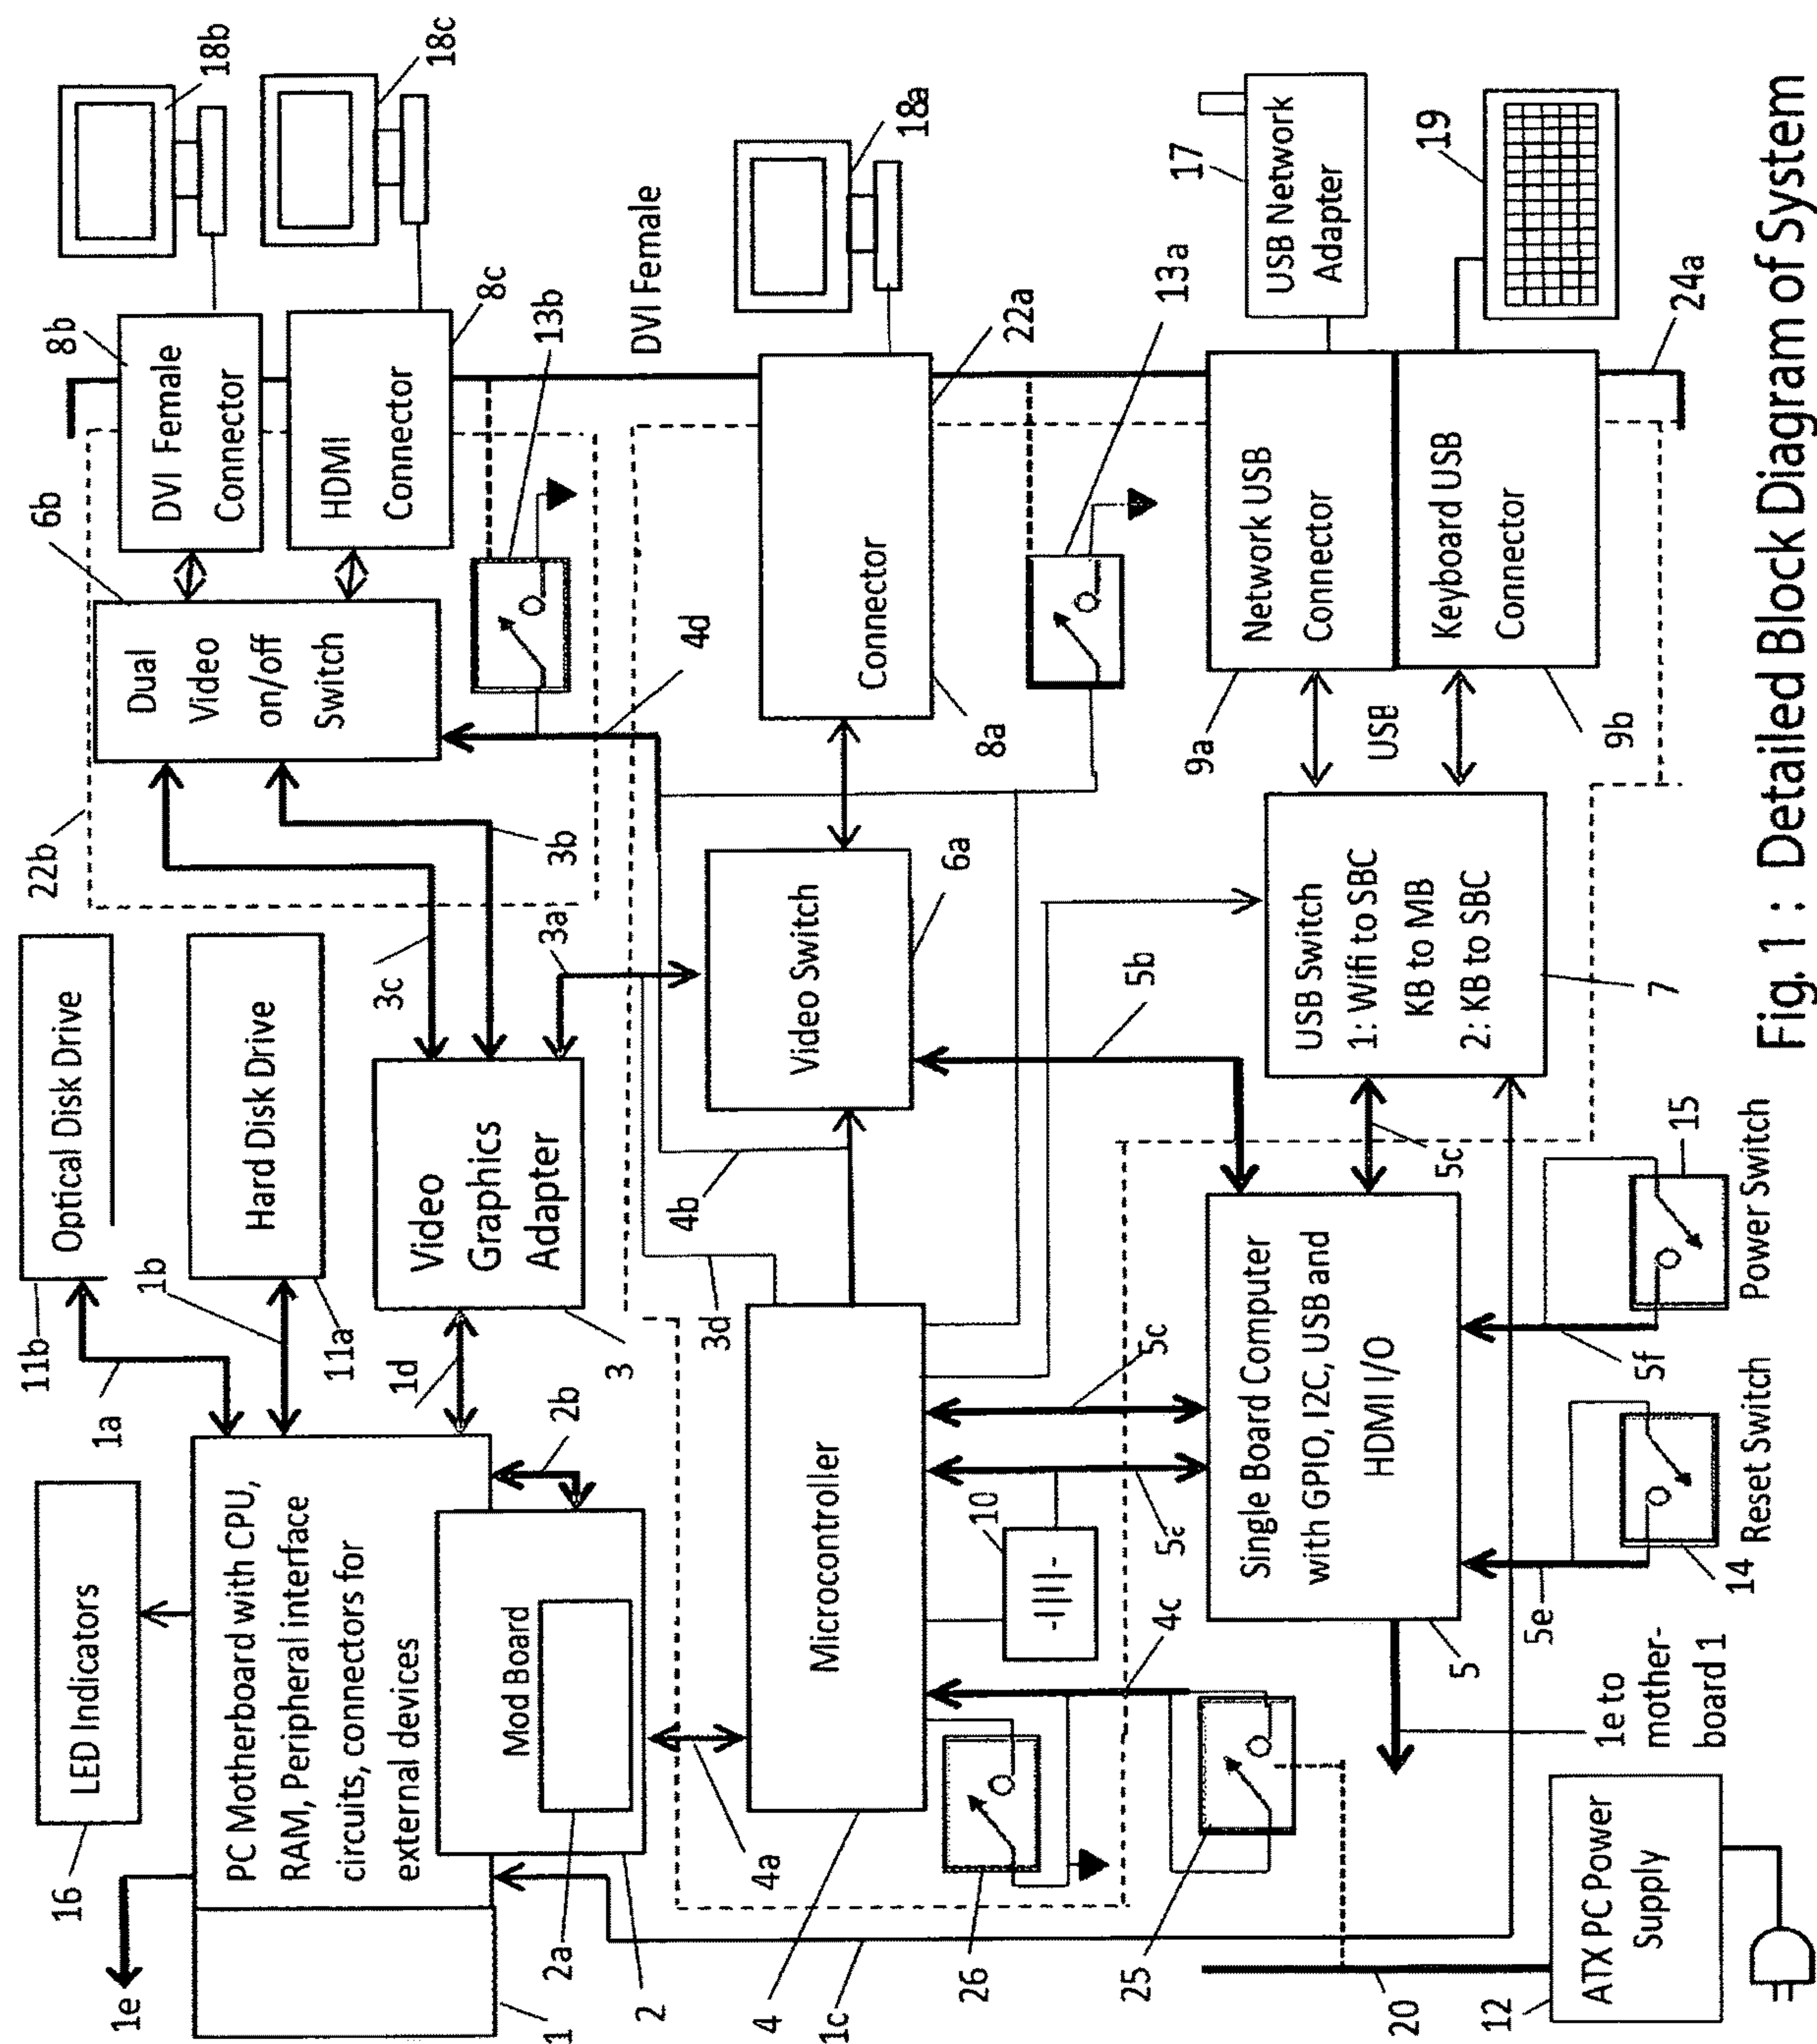 1e
16
LED Indicators
1a
11b
Optical Disk Drive
1b
Hard Disk Drive
11a
PC Motherboard with CPU,
RAM, Peripheral interface
circuits, connectors for
external devices
1
1d
2b
Mod Board
2a
2
Video
Graphics
Adapter
3
3c
3b
3a
3d
22b
6b
Dual
Video
on/off
Switch
8b
DVI Female
Connector
HDMI
Connector
8c
18b
18c
13b
4d
DVI Female
4a
4
Microcontroller
4b
Video Switch
6a
Connector
8a
22a
18a
1c
26
10
5c
4c
5b
13a
25
Single Board Computer
with GPIO, I2C, USB and
HDMI I/O
5
5c
USB Switch
1: Wifi to SBC
KB to MB
2: KB to SBC
7
USB
9a
Network USB
Connector
Keyboard USB
Connector
9b
17
USB Network
Adapter
19
24a
20
12
ATX PC Power
Supply
1e to
mother-
board 1
5e
14
Reset Switch
5f
15
Power Switch
Fig. 1 : Detailed Block Diagram of System